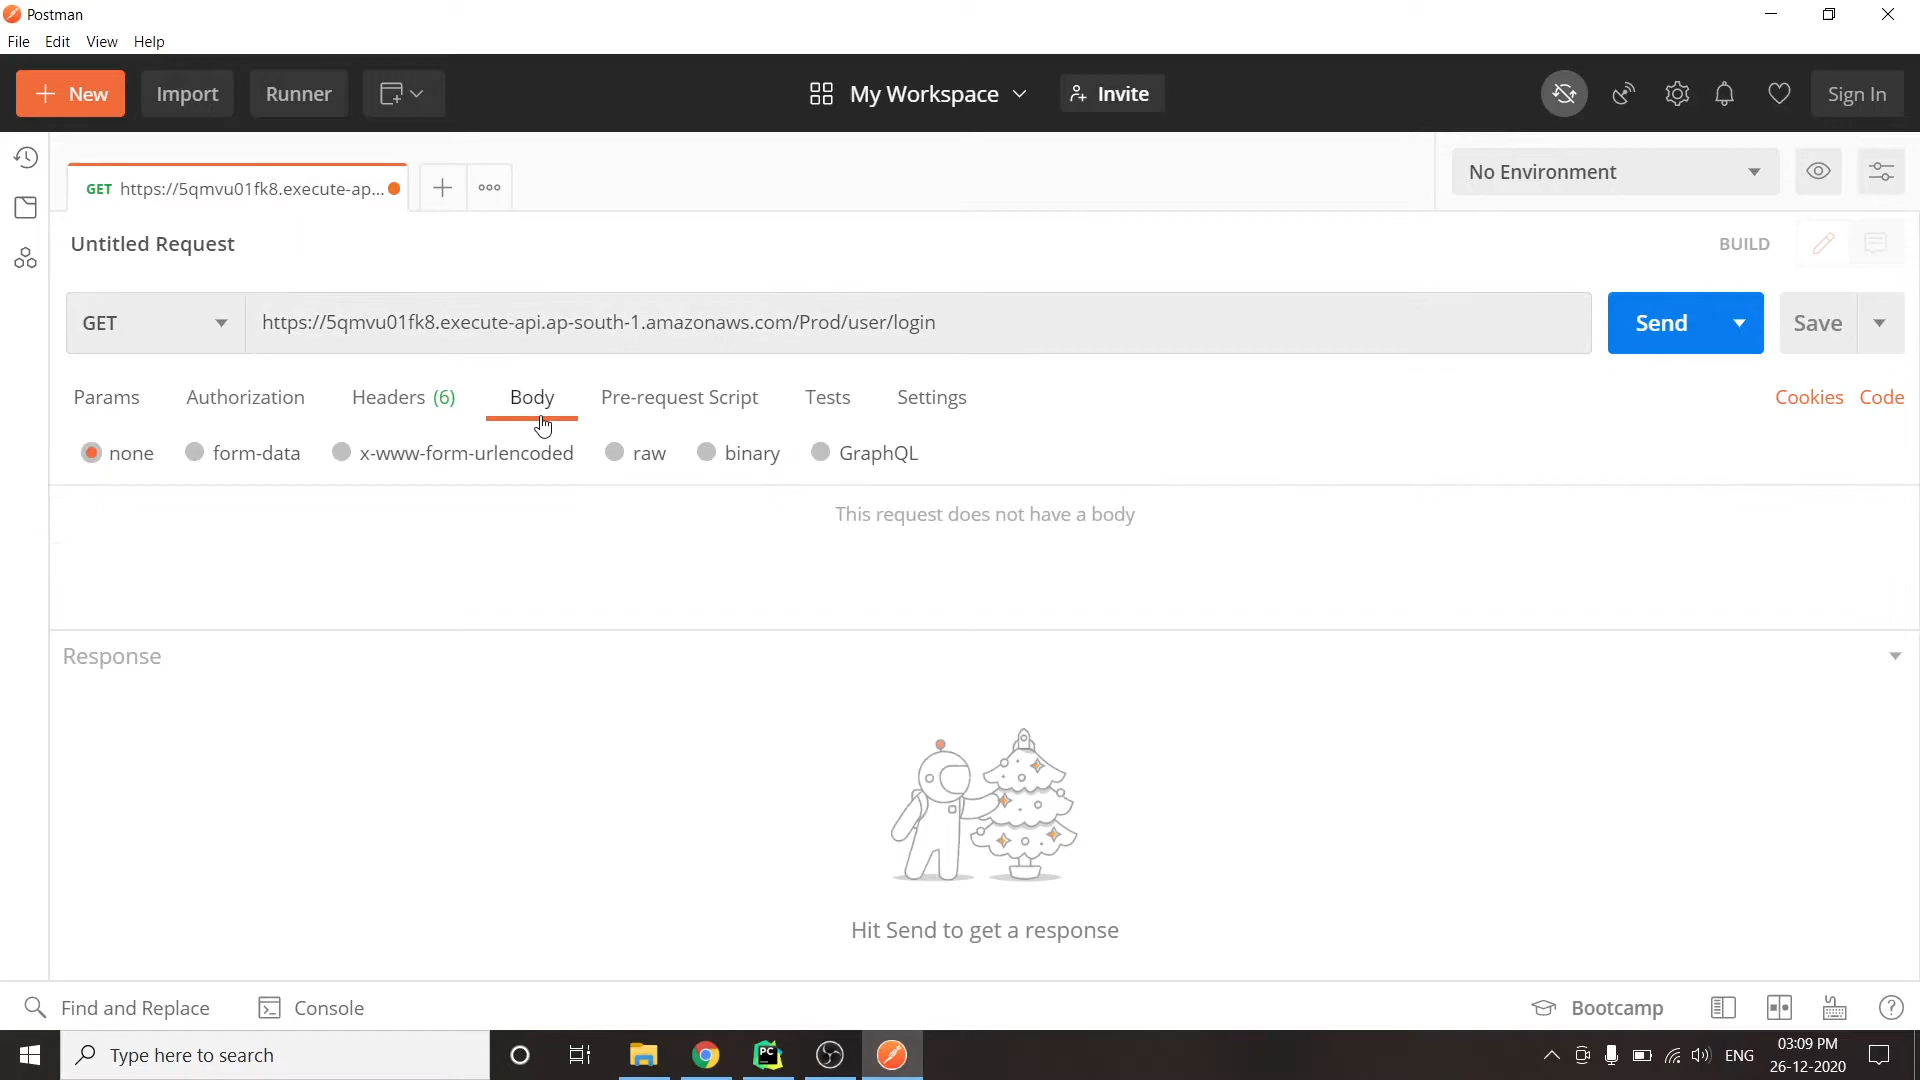 Postman
File Edit View Help
New Import Runner My Workspace Invite Sign In
GET https://5qmvu01fk8.execute-ap... No Environment
Untitled Request BUILD
GET https://5qmvu01fk8.execute-api.ap-south-1.amazonaws.com/Prod/user/login Send Save
Params Authorization Headers (6) Body Pre-request Script Tests Settings Cookies Code
none form-data x-www-form-urlencoded raw binary GraphQL
This request does not have a body
Response
Hit Send to get a response
Find and Replace Console Bootcamp
Type here to search PC ENG 03:09 PM
26-12-2020